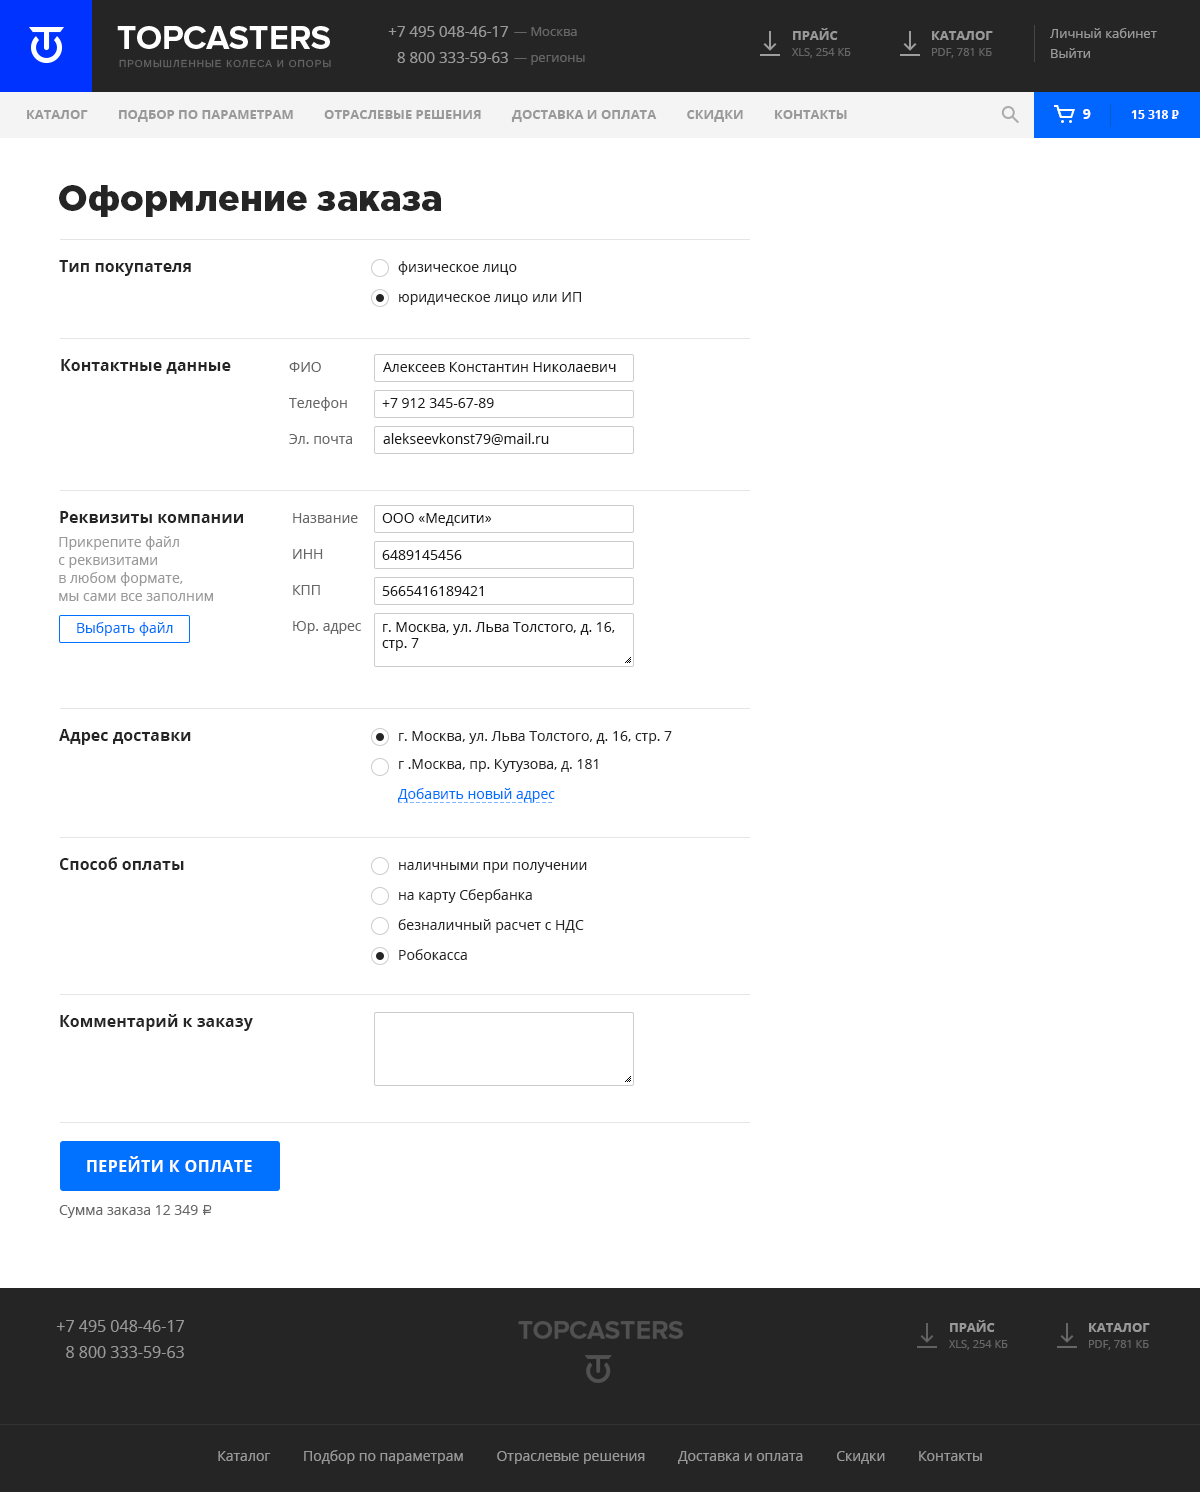 TOPCASTERS
ПРОМЫШЛЕННЫЕ КОЛЕСА И ОПОРЫ
+7 495 048-46-17 — Москва
8 800 333-59-63 — регионы
ПРАЙС
XLS, 254 КБ
КАТАЛОГ
PDF, 781 КБ
Личный кабинет
Выйти
КАТАЛОГ ПОДБОР ПО ПАРАМЕТРАМ ОТРАСЛЕВЫЕ РЕШЕНИЯ ДОСТАВКА И ОПЛАТА СКИДКИ КОНТАКТЫ 9 15 318 ₽
Оформление заказа
Тип покупателя
физическое лицо
юридическое лицо или ИП
Контактные данные
ФИО Алексеев Константин Николаевич
Телефон +7 912 345-67-89
Эл. почта alekseevkonst79@mail.ru
Реквизиты компании
Прикрепите файл
с реквизитами
в любом формате,
мы сами все заполним
Выбрать файл
Название ООО «Медсити»
ИНН 6489145456
КПП 5665416189421
Юр. адрес г. Москва, ул. Льва Толстого, д. 16,
стр. 7
Адрес доставки
г. Москва, ул. Льва Толстого, д. 16, стр. 7
г .Москва, пр. Кутузова, д. 181
Добавить новый адрес
Способ оплаты
наличными при получении
на карту Сбербанка
безналичный расчет с НДС
Робокасса
Комментарий к заказу
ПЕРЕЙТИ К ОПЛАТЕ
Сумма заказа 12 349 ₽
+7 495 048-46-17
8 800 333-59-63
TOPCASTERS
ПРАЙС
XLS, 254 КБ
КАТАЛОГ
PDF, 781 КБ
Каталог Подбор по параметрам Отраслевые решения Доставка и оплата Скидки Контакты